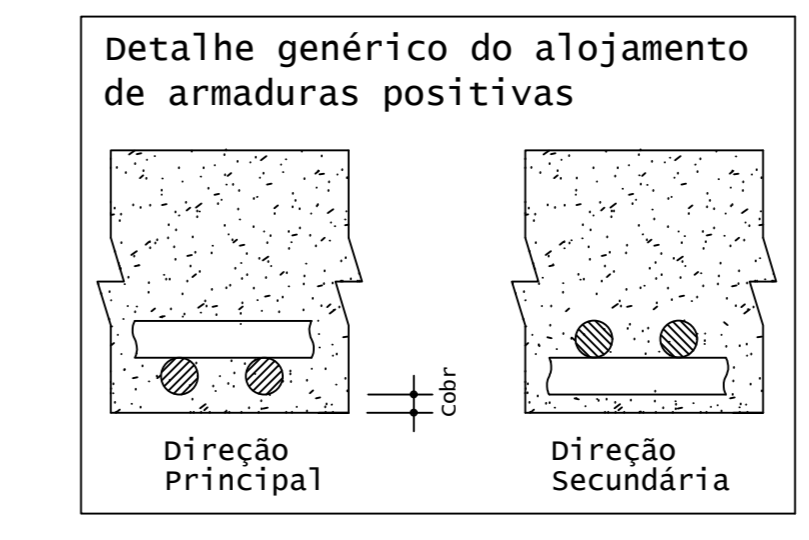 Detalhe genérico do alojamento
de armaduras positivas
Cobr
Direção
Principal
Direção
Secundária